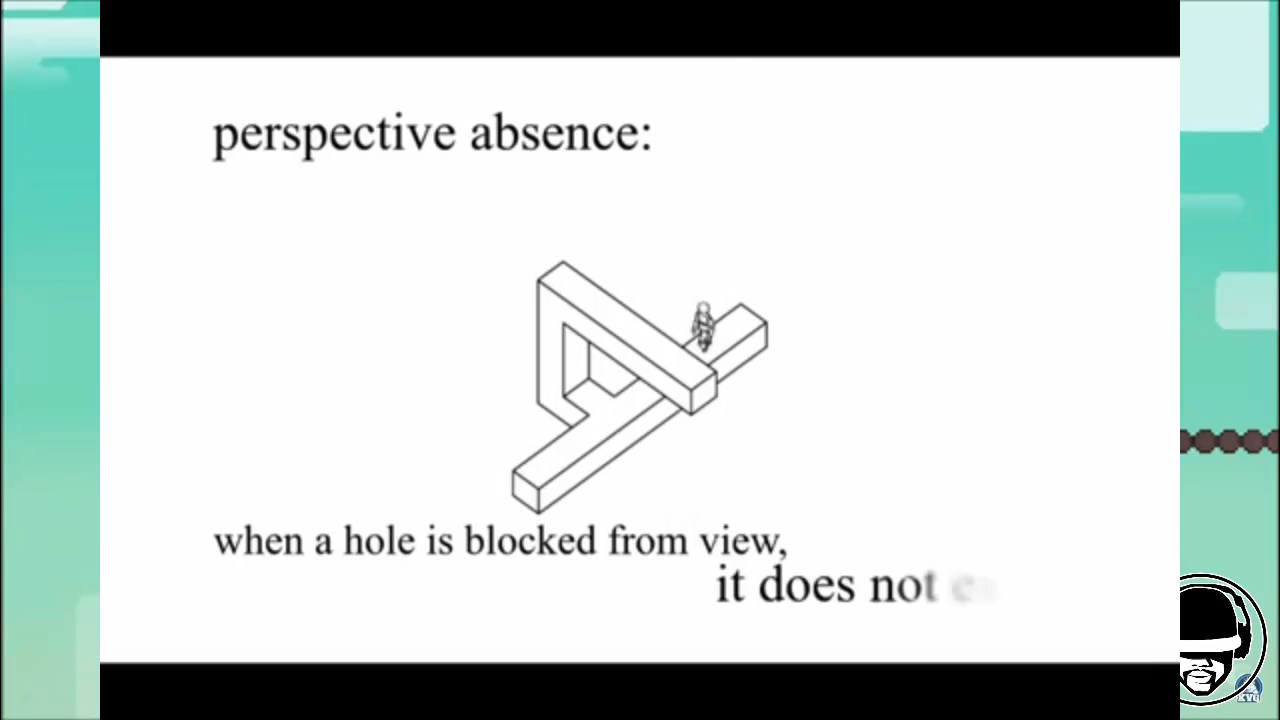 perspective absence:
when a hole is blocked from view,
it does not